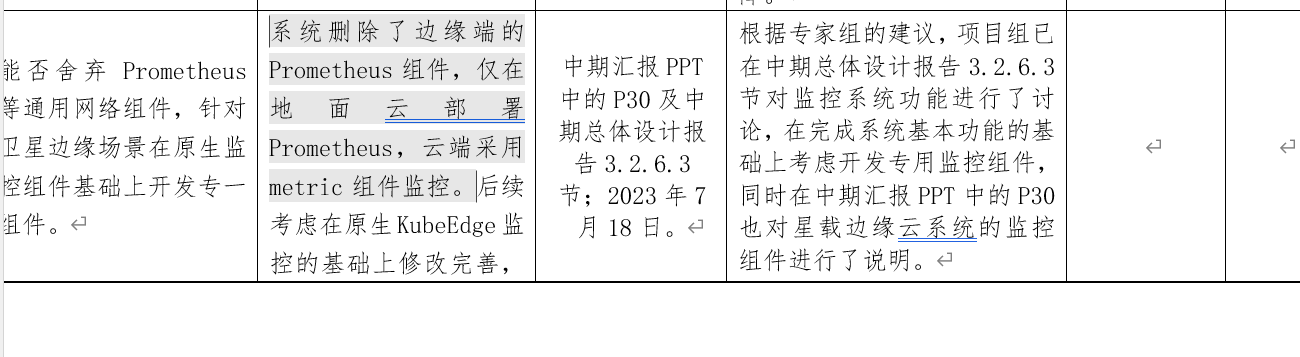 能否舍弃 Prometheus
等通用网络组件，针对
卫星边缘场景在原生监
控组件基础上开发专一
组件。
系统删除了边缘端的
Prometheus 组件，仅在
地面云部署
Prometheus，云端采用
metric 组件监控。后续
考虑在原生 KubeEdge 监
控的基础上修改完善，
中期汇报 PPT
中的 P30 及中
期总体设计报
告 3.2.6.3
节；2023 年 7
月 18 日。
根据专家组的建议，项目组已
在中期总体设计报告 3.2.6.3
节对监控系统功能进行了讨
论，在完成系统基本功能的基
础上考虑开发专用监控组件，
同时在中期汇报 PPT 中的 P30
也对星载边缘云系统的监控
组件进行了说明。